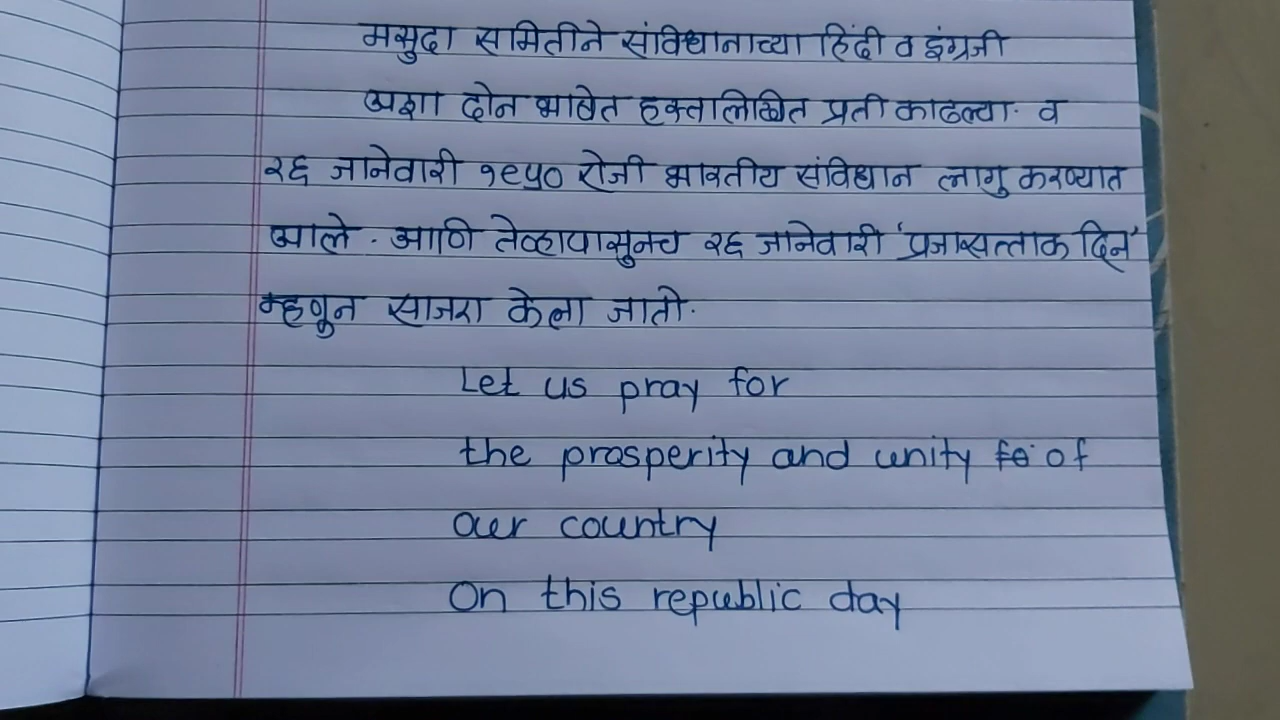 मसुदा समितीने संविधानाच्या हिंदी व इंग्रजी
अशा दोन भाषेत हस्तालिखित प्रती काढल्या. व
२६ जानेवारी १९५० रोजी भारतीय संविधान लागु करण्यात
आले. आणि तेव्हापासुनच २६ जानेवारी 'प्रजासत्ताक दिन'
म्हणुन साजरा केला जातो.
Let us pray for
the prosperity and unity fo of
our country
On this republic day